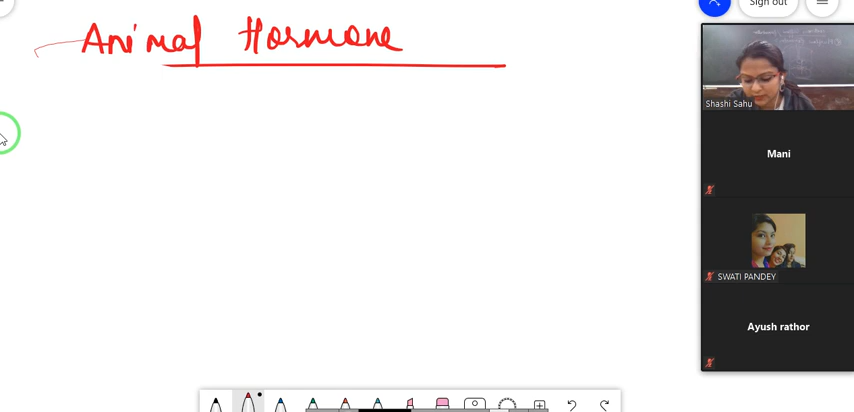 Sign out
Animal Hormone
Shashi Sahu
Mani
SWATI PANDEY
Ayush rathor